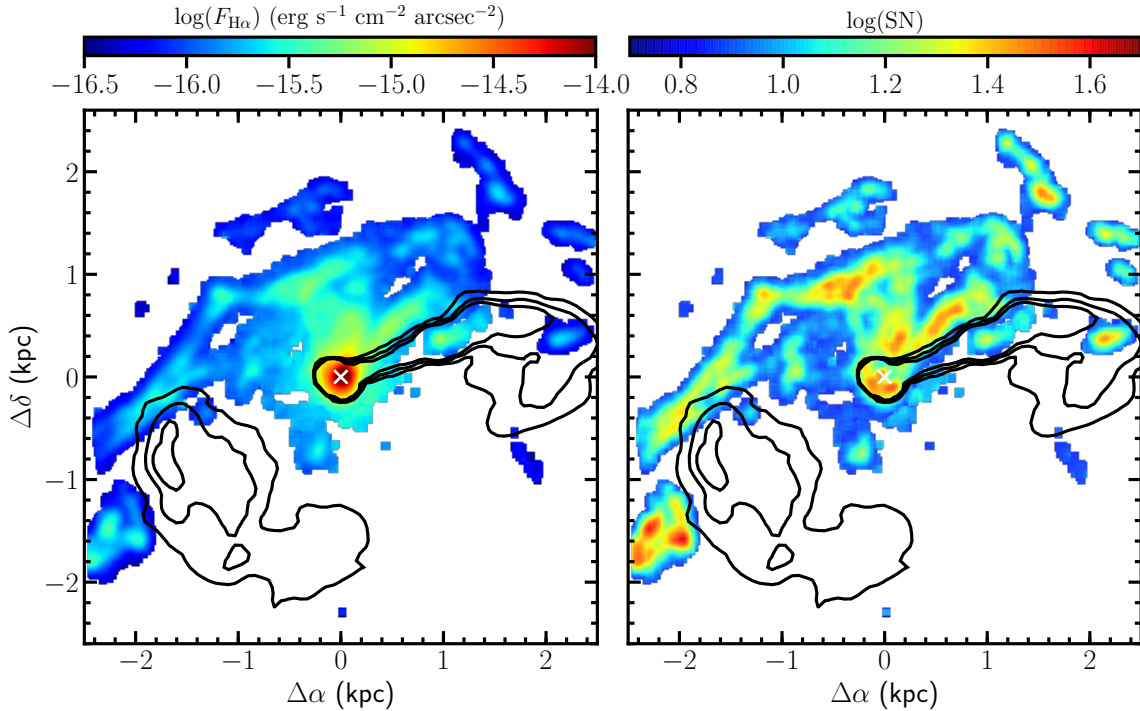 log(F_Hα) (erg s⁻¹ cm⁻² arcsec⁻²)
−16.5 −16.0 −15.5 −15.0 −14.5 −14.0
log(SN)
0.8 1.0 1.2 1.4 1.6
2
1
0
−1
−2
Δδ (kpc)
−2 −1 0 1 2
Δα (kpc)
−2 −1 0 1 2
Δα (kpc)